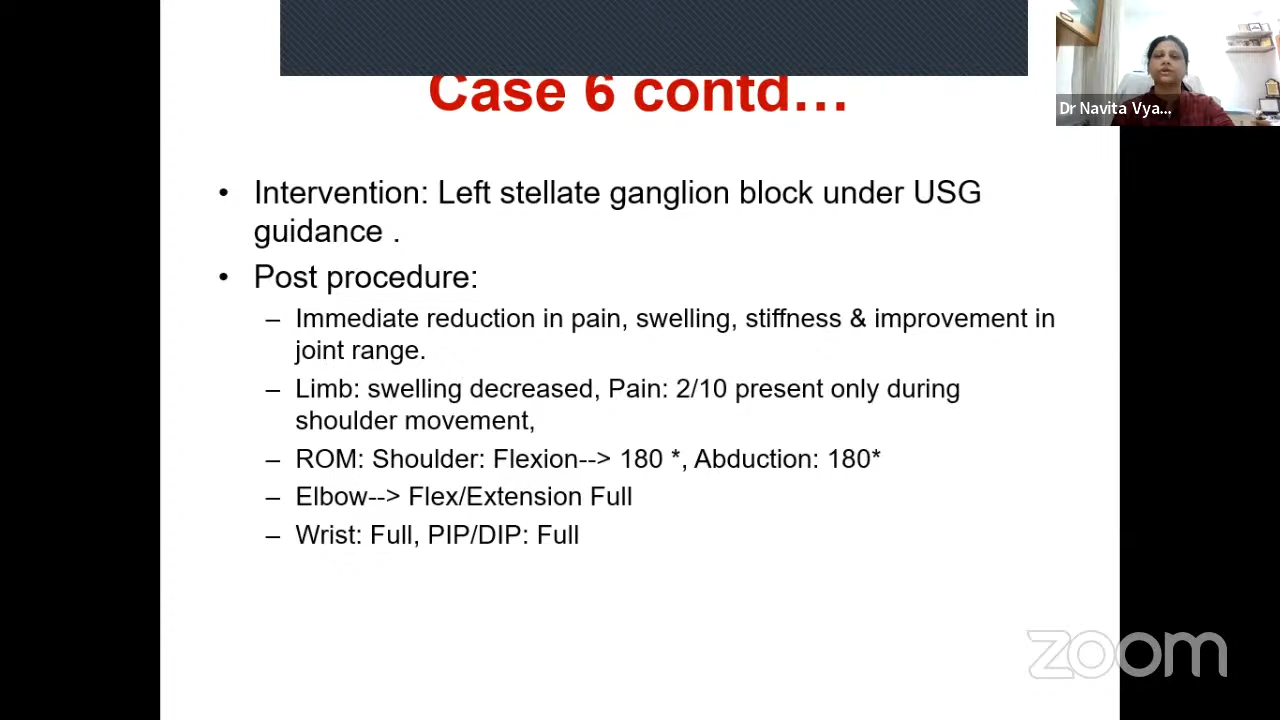 Case 6 contd…
Dr Navita Vya...
• Intervention: Left stellate ganglion block under USG
guidance .
• Post procedure:
– Immediate reduction in pain, swelling, stiffness & improvement in
joint range.
– Limb: swelling decreased, Pain: 2/10 present only during
shoulder movement,
– ROM: Shoulder: Flexion--> 180 *, Abduction: 180*
– Elbow--> Flex/Extension Full
– Wrist: Full, PIP/DIP: Full
zoom